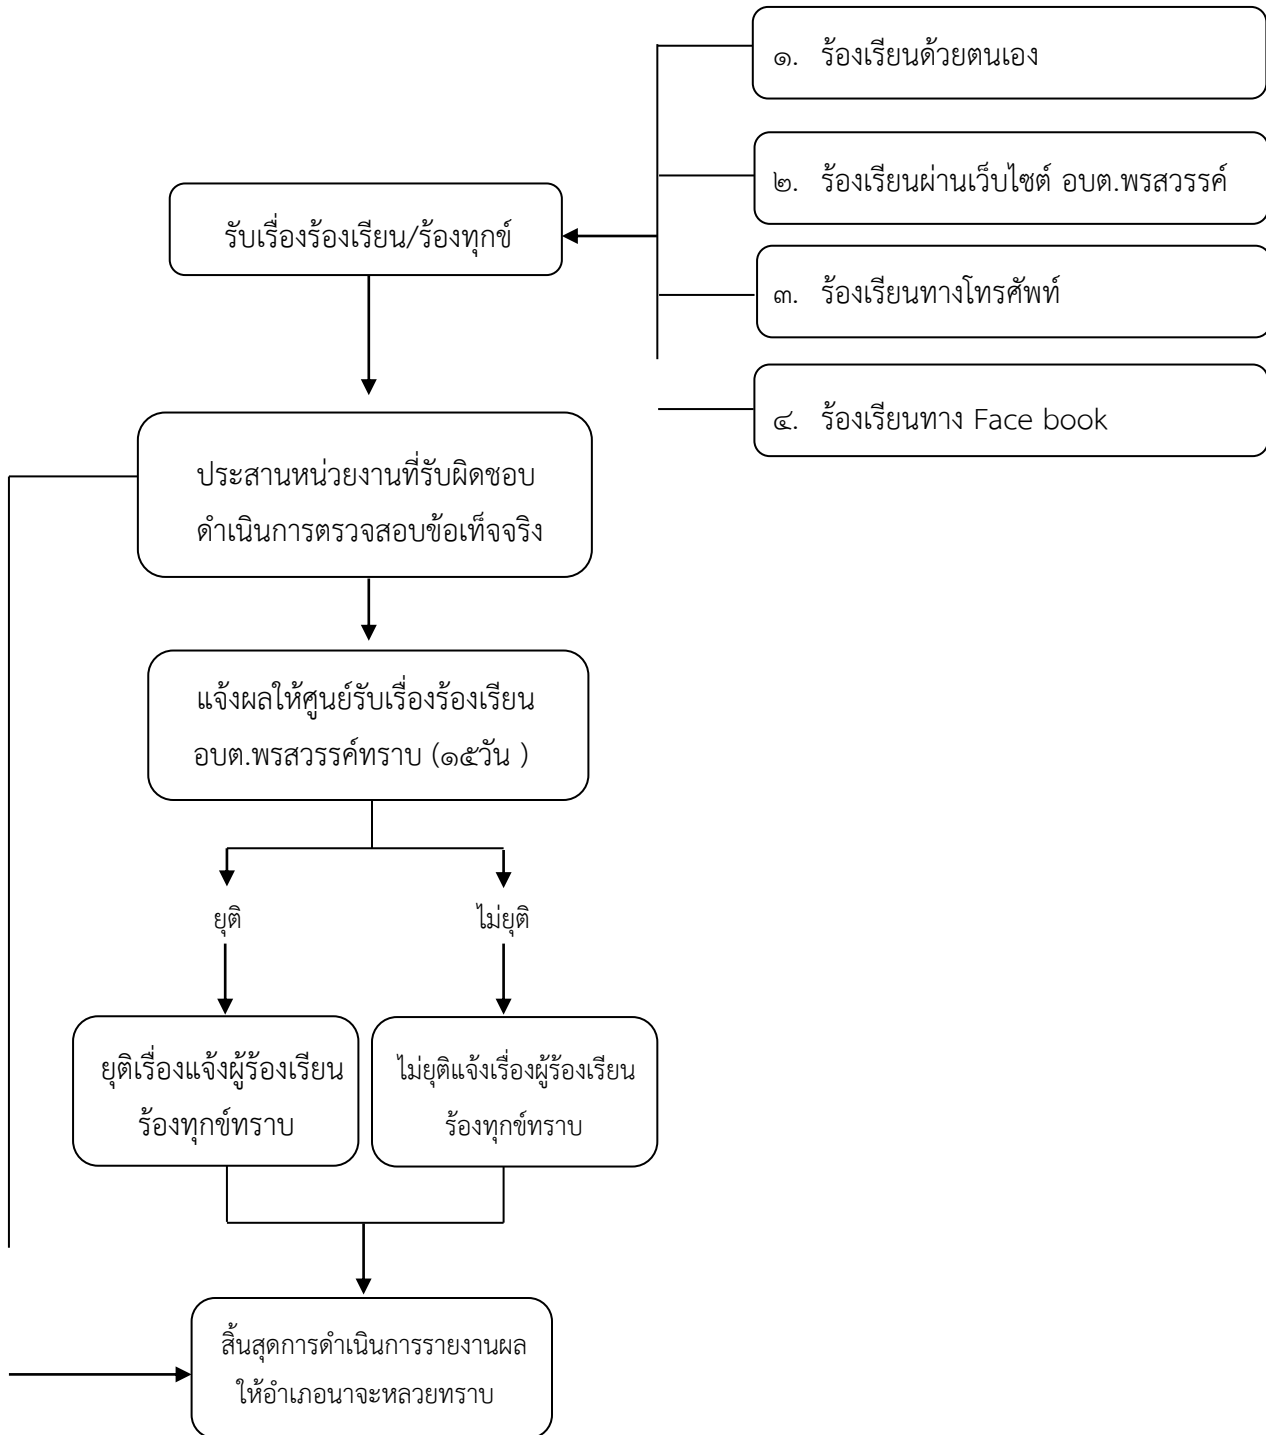 ๑. ร้องเรียนด้วยตนเอง
๒. ร้องเรียนผ่านเว็บไซต์ อบต.พรสวรรค์
รับเรื่องร้องเรียน/ร้องทุกข์
๓. ร้องเรียนทางโทรศัพท์
๔. ร้องเรียนทาง Face book
ประสานหน่วยงานที่รับผิดชอบ
ดำเนินการตรวจสอบข้อเท็จจริง
แจ้งผลให้ศูนย์รับเรื่องร้องเรียน
อบต.พรสวรรค์ทราบ (๑๕วัน )
ยุติ
ไม่ยุติ
ยุติเรื่องแจ้งผู้ร้องเรียน
ร้องทุกข์ทราบ
ไม่ยุติแจ้งเรื่องผู้ร้องเรียน
ร้องทุกข์ทราบ
สิ้นสุดการดำเนินการรายงานผล
ให้อำเภอนาจะหลวยทราบ